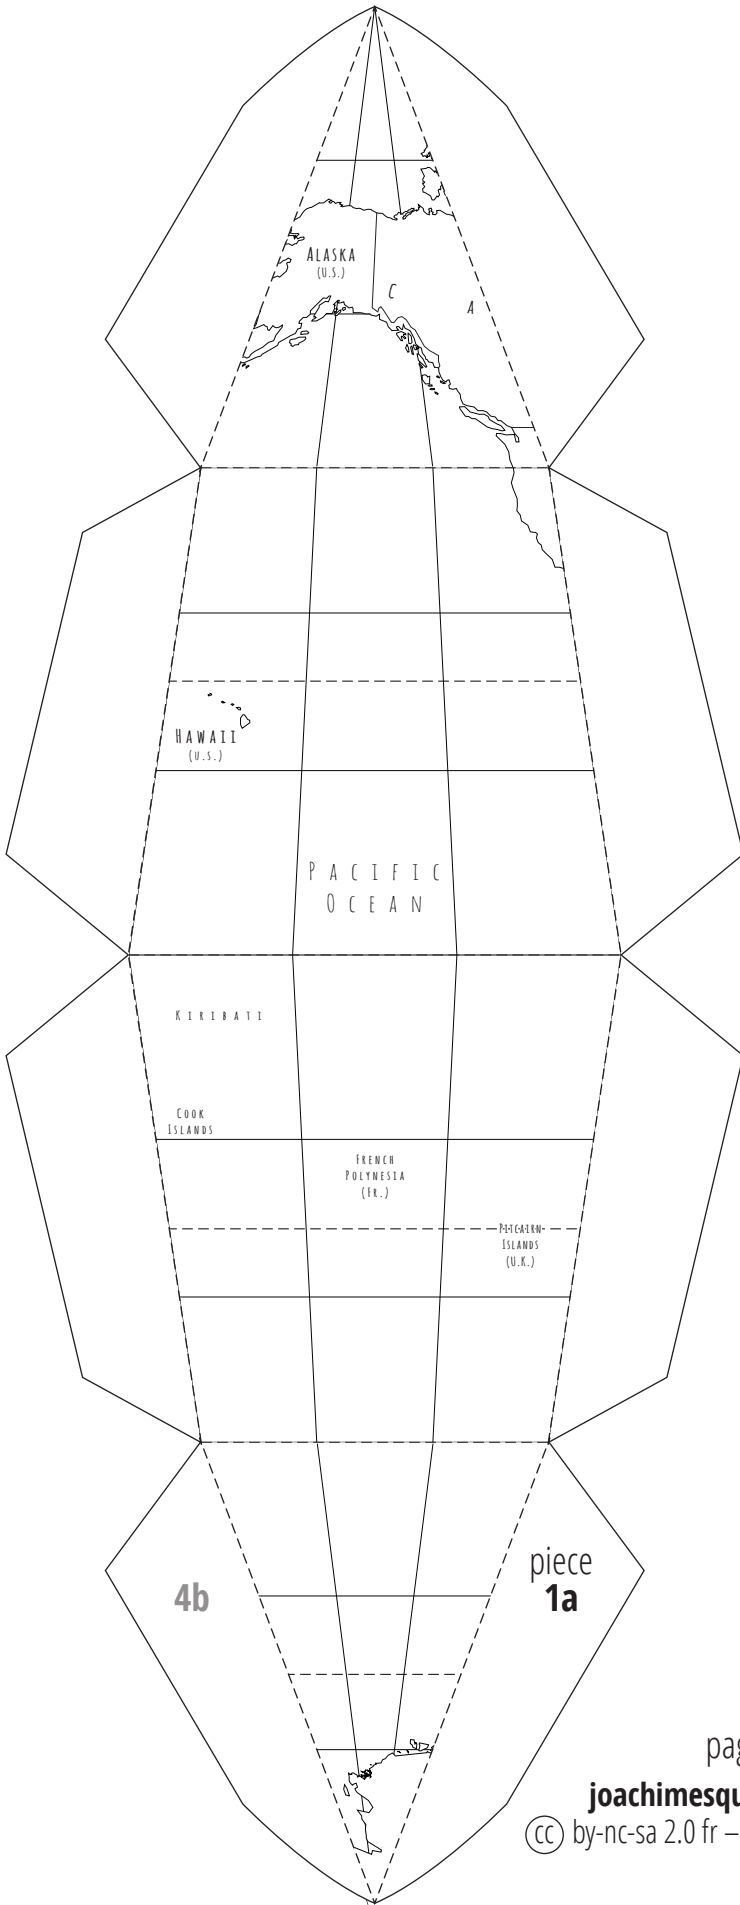 ALASKA
(U.S.)
C
A
HAWAII
(U.S.)
PACIFIC
OCEAN
KIRIBATI
COOK
ISLANDS
FRENCH
POLYNESIA
(FR.)
PITCAIRN
ISLANDS
(U.K.)
4b
piece
1a
pag
joachimesqu
cc by-nc-sa 2.0 fr –